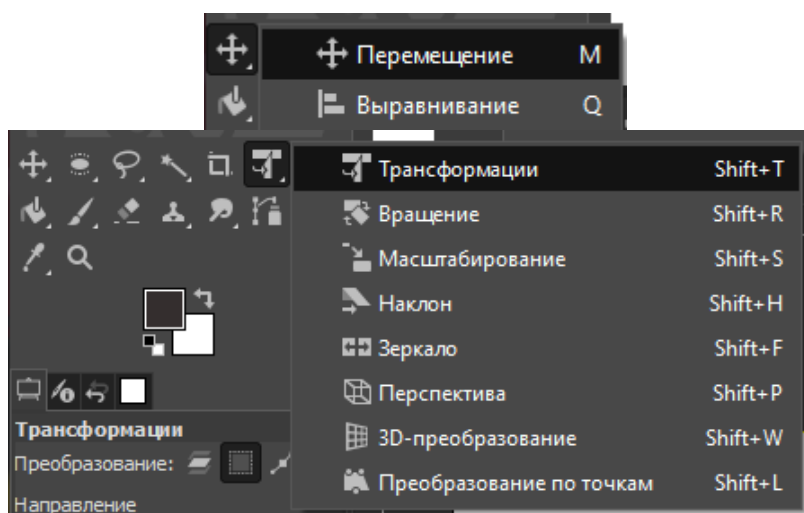 Перемещение M
Выравнивание Q
Трансформации Shift+T
Вращение Shift+R
Масштабирование Shift+S
Наклон Shift+H
Зеркало Shift+F
Перспектива Shift+P
3D-преобразование Shift+W
Преобразование по точкам Shift+L
Трансформации
Преобразование:
Направление